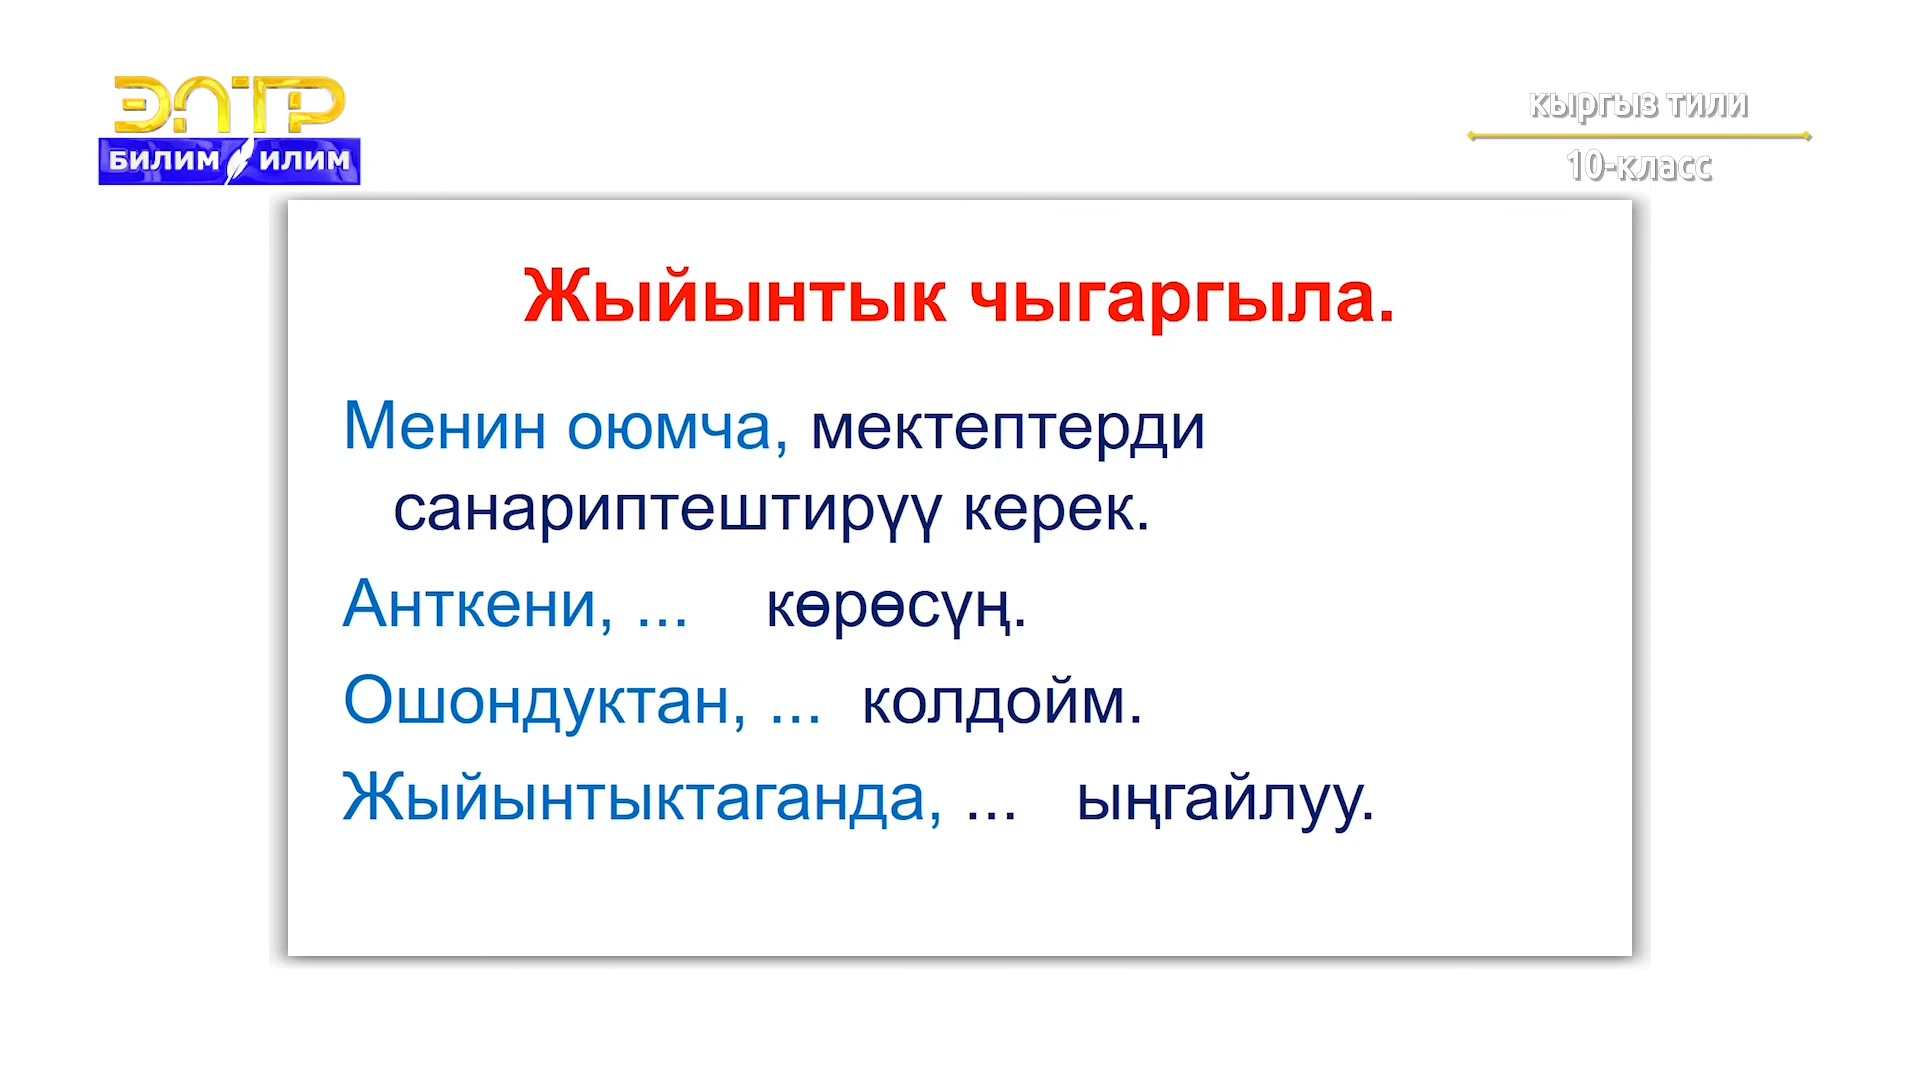 ЭЛТР
БИЛИМ ИЛИМ
кыргыз тили
10-класс
Жыйынтык чыгаргыла.
Менин оюмча, мектептерди
санариптештирүү керек.
Анткени, ... көрөсүң.
Ошондуктан, ... колдойм.
Жыйынтыктаганда, ... ыңгайлуу.